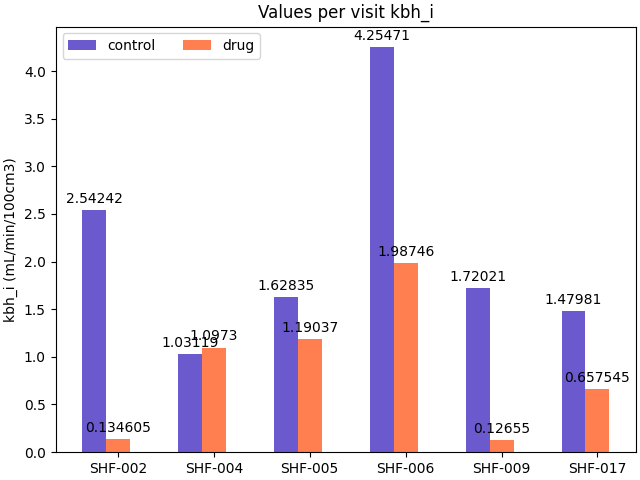 Values per visit kbh_i
control
drug
kbh_i (mL/min/100cm3)
4.0
3.5
3.0
2.5
2.0
1.5
1.0
0.5
0.0
2.54242
0.134605
1.03119
1.0973
1.62835
1.19037
4.25471
1.98746
1.72021
0.12655
1.47981
0.657545
SHF-002
SHF-004
SHF-005
SHF-006
SHF-009
SHF-017